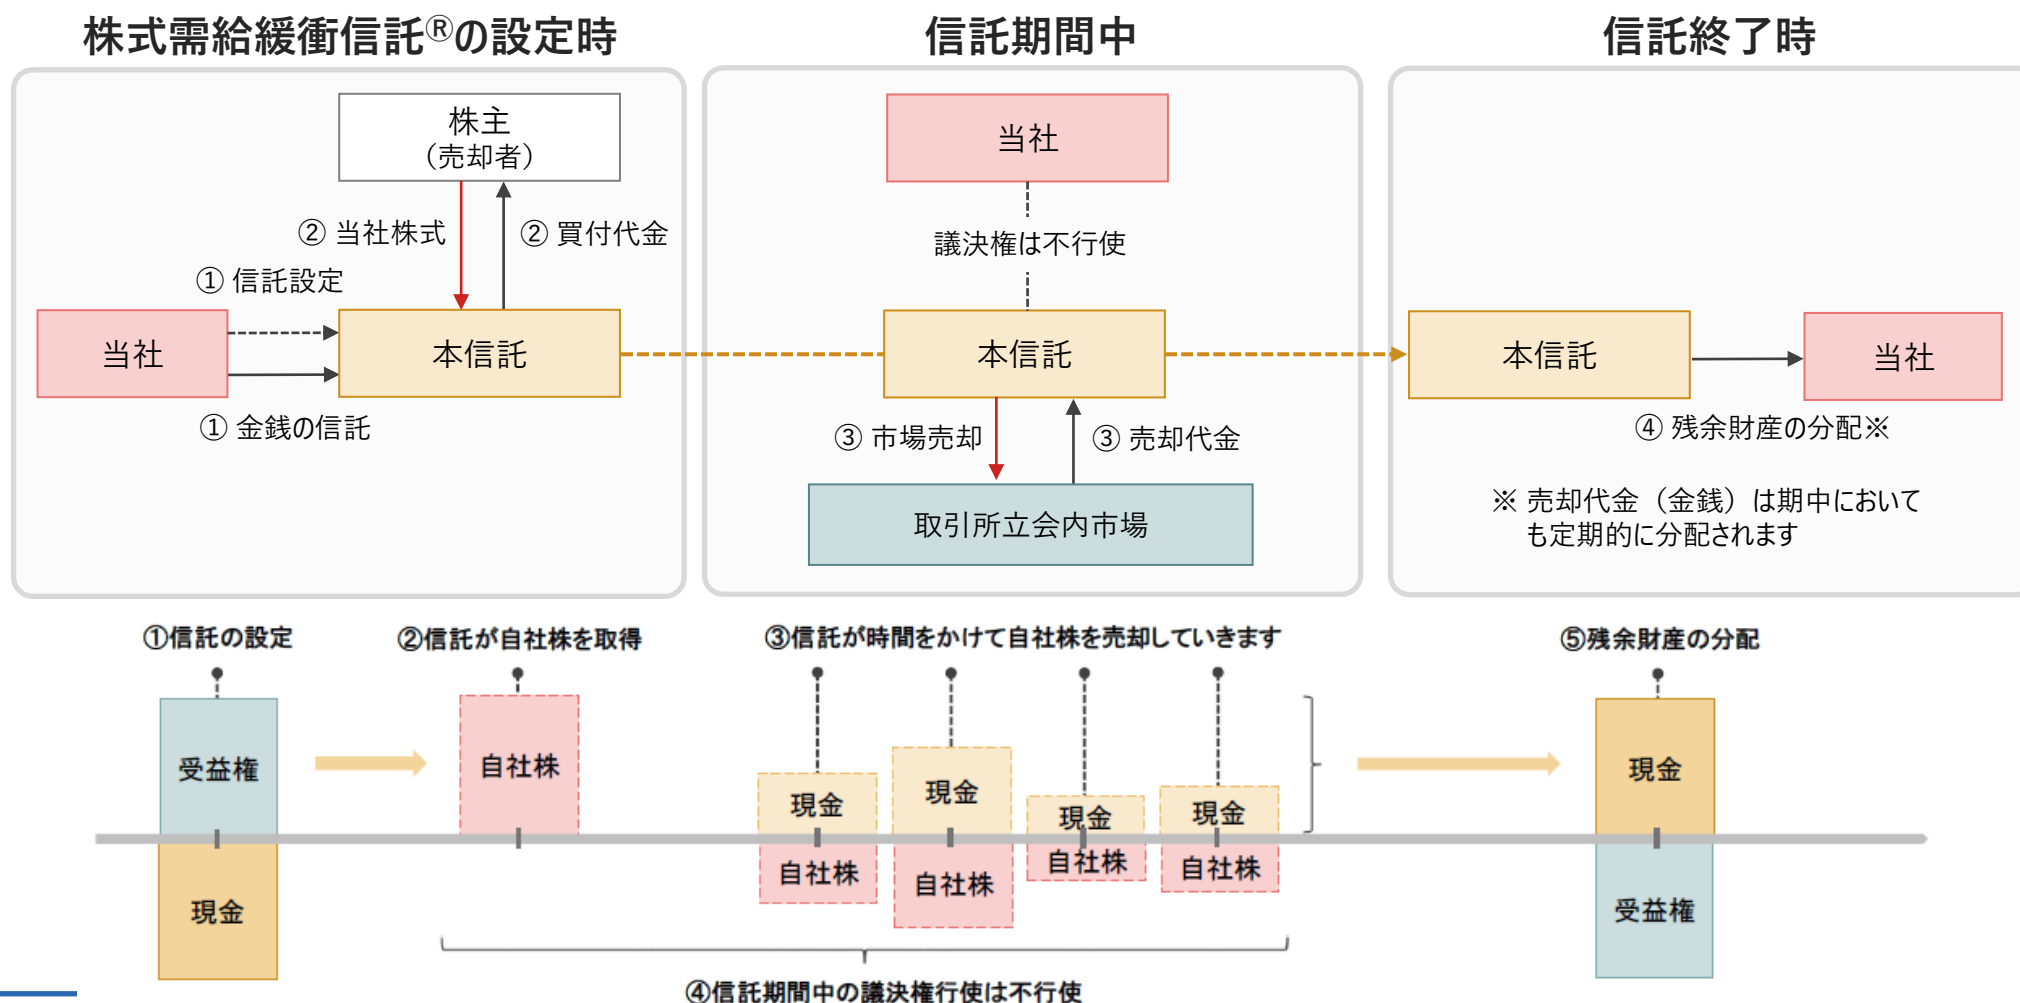 株式需給緩衝信託®の設定時
株主
（売却者）
② 当社株式
② 買付代金
① 信託設定
当社
本信託
① 金銭の信託
信託期間中
当社
議決権は不行使
本信託
③ 市場売却
③ 売却代金
取引所立会内市場
信託終了時
本信託
当社
④ 残余財産の分配※
※ 売却代金（金銭）は期中において
も定期的に分配されます
①信託の設定
②信託が自社株を取得
③信託が時間をかけて自社株を売却していきます
⑤残余財産の分配
受益権
現金
自社株
現金
自社株
現金
自社株
現金
自社株
現金
自社株
現金
受益権
④信託期間中の議決権行使は不行使